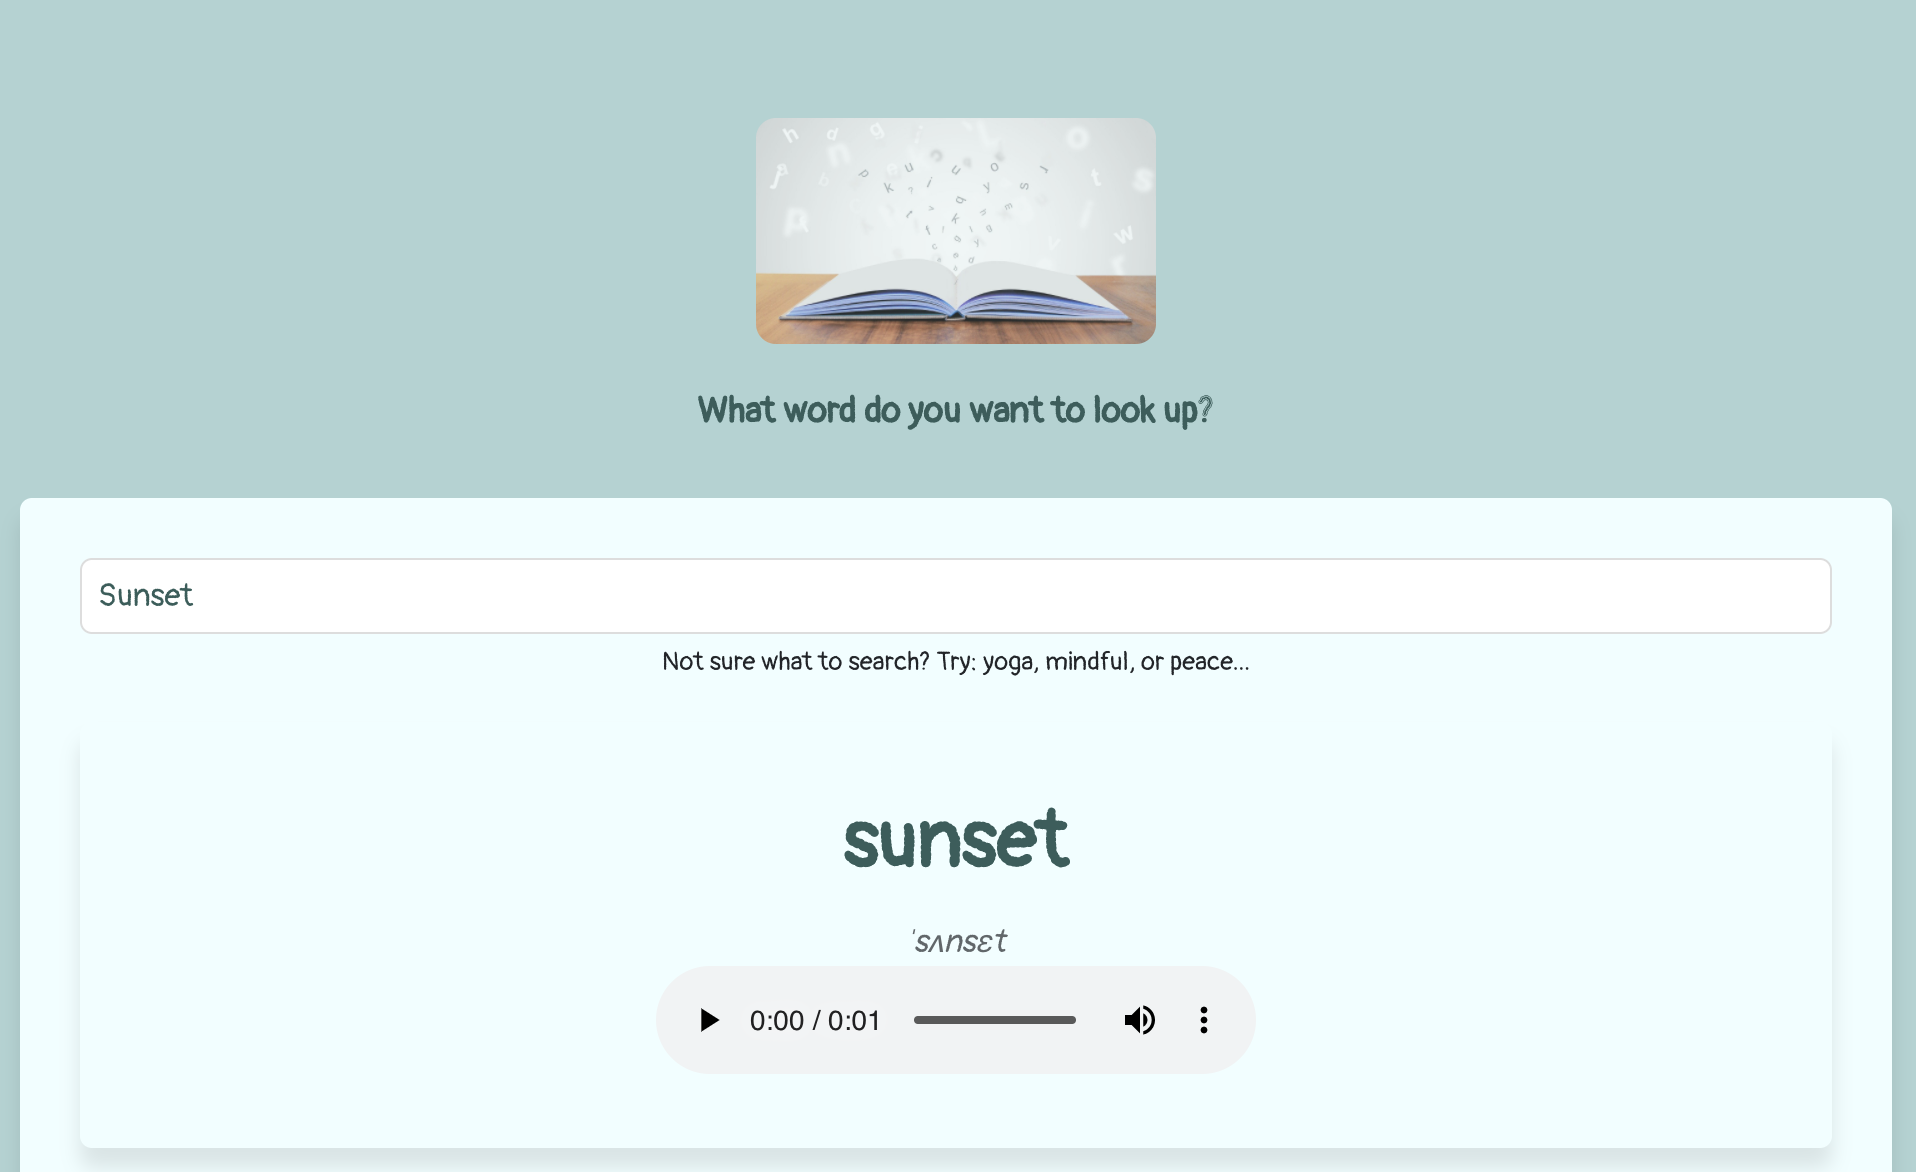 What word do you want to look up?
Sunset
Not sure what to search? Try: yoga, mindful, or peace...
sunset
ˈsʌnsɛt
0:00 / 0:01